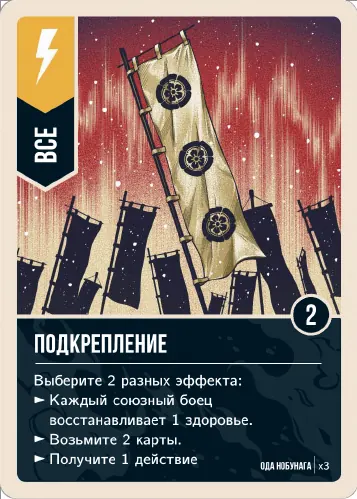 ВСЕ
2
ПОДКРЕПЛЕНИЕ
Выберите 2 разных эффекта:
► Каждый союзный боец
восстанавливает 1 здоровье.
► Возьмите 2 карты.
► Получите 1 действие
ОДА НОБУНАГА | x3